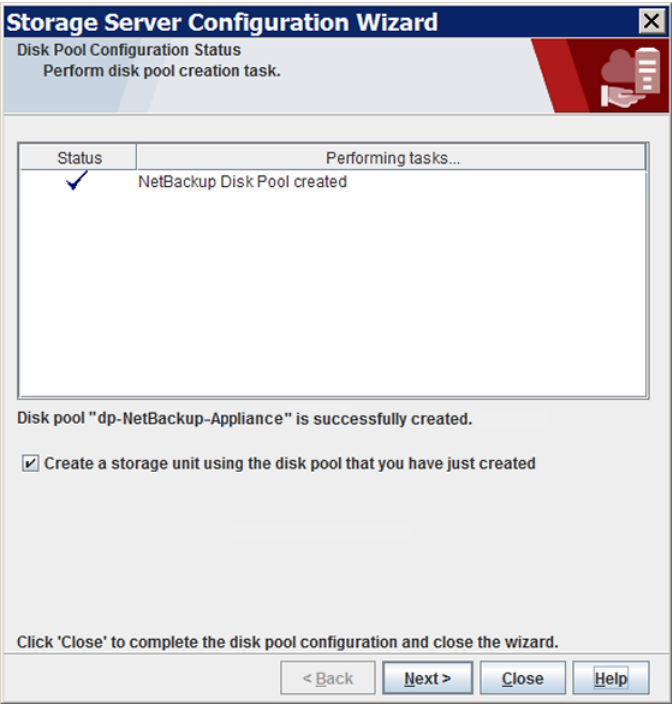 Storage Server Configuration Wizard
Disk Pool Configuration Status
Perform disk pool creation task.
Status Performing tasks...
NetBackup Disk Pool created
Disk pool "dp-NetBackup-Appliance" is successfully created.
Create a storage unit using the disk pool that you have just created
Click 'Close' to complete the disk pool configuration and close the wizard.
< Back Next > Close Help